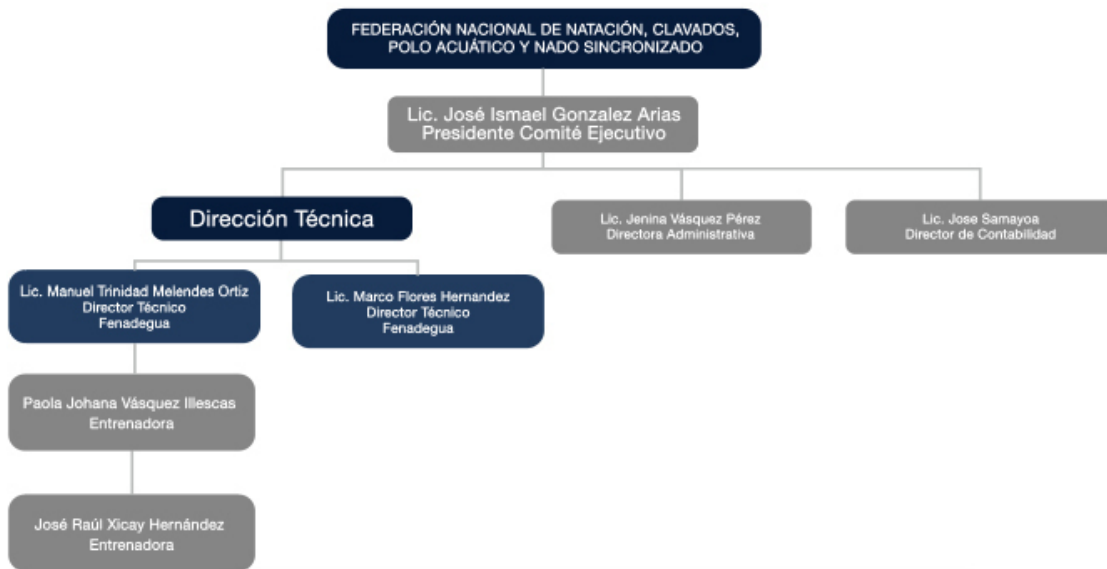 FEDERACIÓN NACIONAL DE NATACIÓN, CLAVADOS,
POLO ACUÁTICO Y NADO SINCRONIZADO
Lic. José Ismael Gonzalez Arias
Presidente Comité Ejecutivo
Dirección Técnica
Lic. Jenina Vásquez Pérez
Directora Administrativa
Lic. Jose Samayoa
Director de Contabilidad
Lic. Manuel Trinidad Melendes Ortiz
Director Técnico
Fenadegua
Lic. Marco Flores Hernandez
Director Técnico
Fenadegua
Paola Johana Vásquez Illescas
Entrenadora
José Raúl Xicay Hernández
Entrenadora